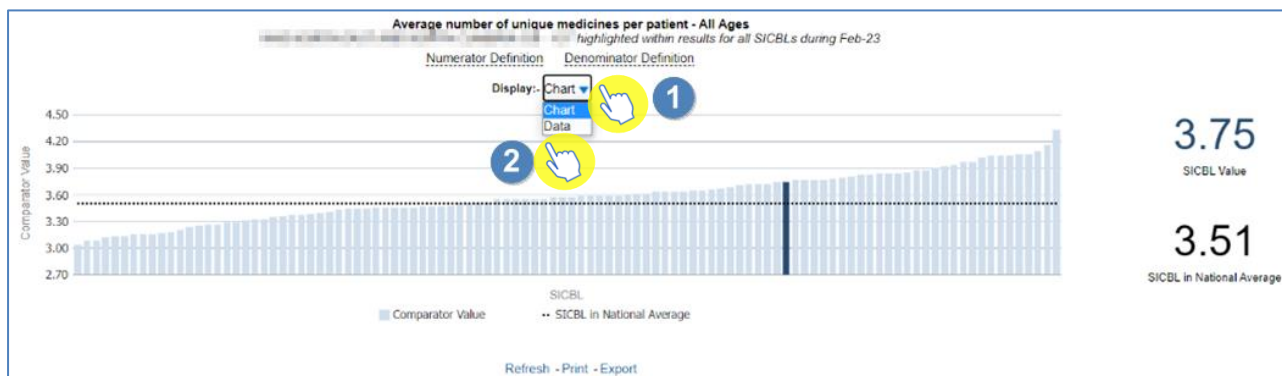 Average number of unique medicines per patient - All Ages
highlighted within results for all SICBLs during Feb-23
Numerator Definition Denominator Definition
Display:- Chart
Chart
Data
1
2
4.50
4.20
3.90
3.60
3.30
3.00
2.70
Comparator Value
SICBL
Comparator Value SICBL in National Average
3.75
SICBL Value
3.51
SICBL in National Average
Refresh - Print - Export